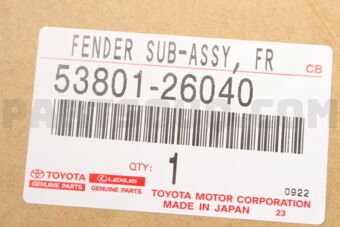 FENDER SUB-ASSY, FR
CB
53801-26040
QTY:
1
TOYOTA
GENUINE PARTS
LEXUS
GENUINE PARTS
TOYOTA MOTOR CORPORATION
MADE IN JAPAN
0922
23